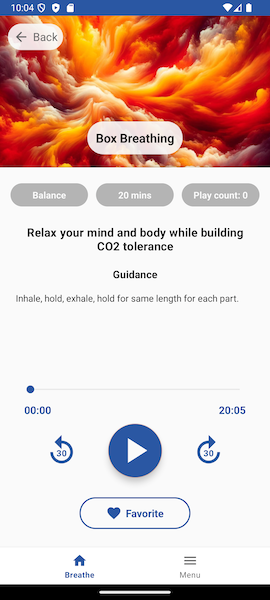 10:04
Back
Box Breathing
Balance
20 mins
Play count: 0
Relax your mind and body while building
CO2 tolerance
Guidance
Inhale, hold, exhale, hold for same length for each part.
00:00
20:05
30
30
Favorite
Breathe
Menu